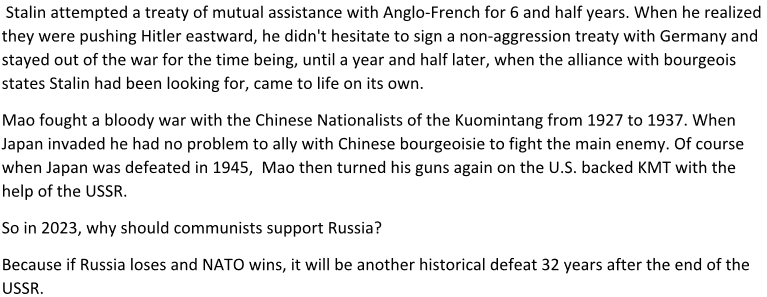 Stalin attempted a treaty of mutual assistance with Anglo-French for 6 and half years. When he realized
they were pushing Hitler eastward, he didn't hesitate to sign a non-aggression treaty with Germany and
stayed out of the war for the time being, until a year and half later, when the alliance with bourgeois
states Stalin had been looking for, came to life on its own.
Mao fought a bloody war with the Chinese Nationalists of the Kuomintang from 1927 to 1937. When
Japan invaded he had no problem to ally with Chinese bourgeoisie to fight the main enemy. Of course
when Japan was defeated in 1945,  Mao then turned his guns again on the U.S. backed KMT with the
help of the USSR.
So in 2023, why should communists support Russia?
Because if Russia loses and NATO wins, it will be another historical defeat 32 years after the end of the
USSR.